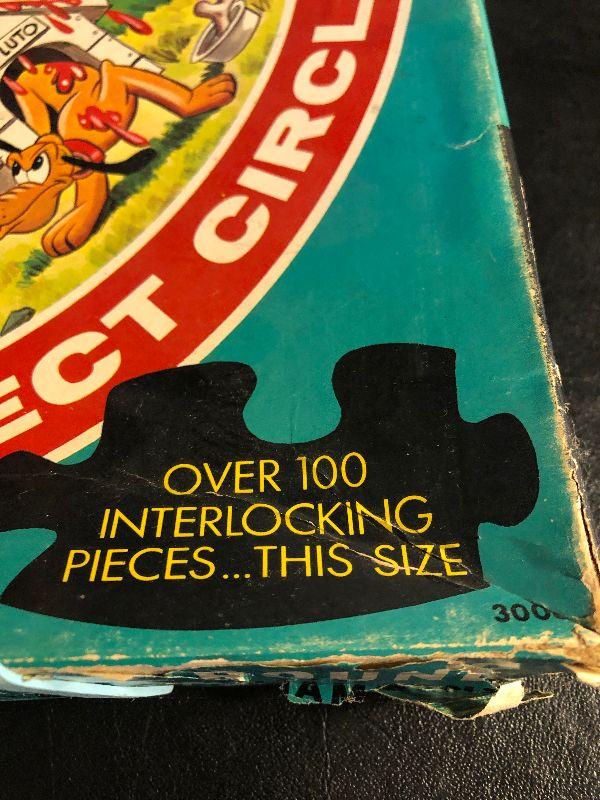 LUTO
ECT CIRCL
OVER 100
INTERLOCKING
PIECES...THIS SIZE
300